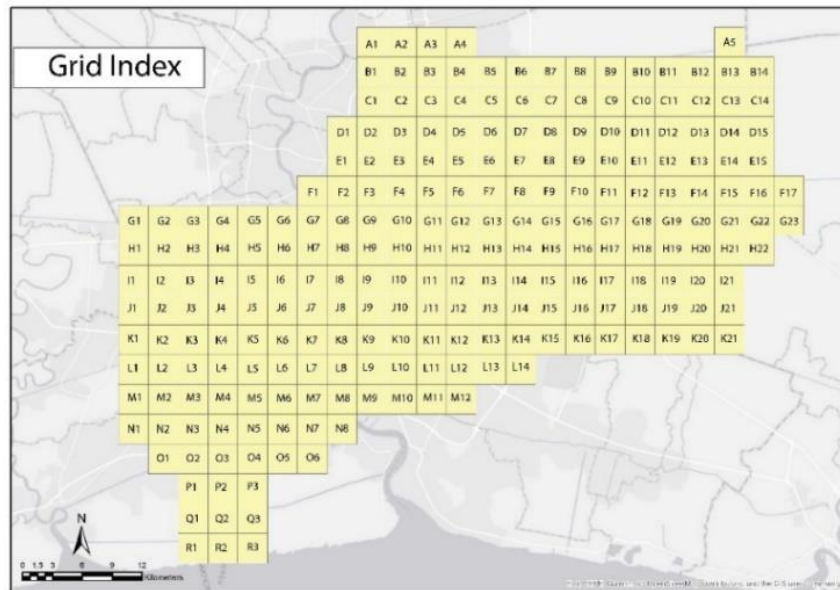 Grid Index
A1 A2 A3 A4 A5
B1 B2 B3 B4 B5 B6 B7 B8 B9 B10 B11 B12 B13 B14
C1 C2 C3 C4 C5 C6 C7 C8 C9 C10 C11 C12 C13 C14
D1 D2 D3 D4 D5 D6 D7 D8 D9 D10 D11 D12 D13 D14 D15
E1 E2 E3 E4 E5 E6 E7 E8 E9 E10 E11 E12 E13 E14 E15
F1 F2 F3 F4 F5 F6 F7 F8 F9 F10 F11 F12 F13 F14 F15 F16 F17
G1 G2 G3 G4 G5 G6 G7 G8 G9 G10 G11 G12 G13 G14 G15 G16 G17 G18 G19 G20 G21 G22 G23
H1 H2 H3 H4 H5 H6 H7 H8 H9 H10 H11 H12 H13 H14 H15 H16 H17 H18 H19 H20 H21 H22
I1 I2 I3 I4 I5 I6 I7 I8 I9 I10 I11 I12 I13 I14 I15 I16 I17 I18 I19 I20 I21
J1 J2 J3 J4 J5 J6 J7 J8 J9 J10 J11 J12 J13 J14 J15 J16 J17 J18 J19 J20 J21
K1 K2 K3 K4 K5 K6 K7 K8 K9 K10 K11 K12 K13 K14 K15 K16 K17 K18 K19 K20 K21
L1 L2 L3 L4 L5 L6 L7 L8 L9 L10 L11 L12 L13 L14
M1 M2 M3 M4 M5 M6 M7 M8 M9 M10 M11 M12
N1 N2 N3 N4 N5 N6 N7 N8
O1 O2 O3 O4 O5 O6
P1 P2 P3
Q1 Q2 Q3
R1 R2 R3
N
0 1.5 3 6 9 12
Kilometers